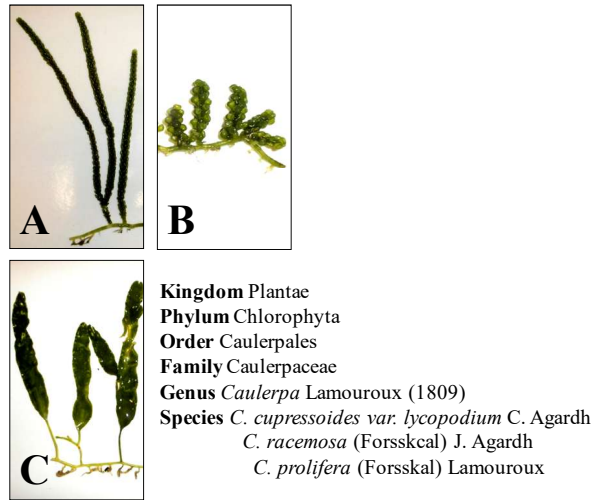 A
B
C
Kingdom Plantae
Phylum Chlorophyta
Order Caulerpales
Family Caulerpaceae
Genus Caulerpa Lamouroux (1809)
Species C. cupressoides var. lycopodium C. Agardh
C. racemosa (Forsskcal) J. Agardh
C. prolifera (Forsskal) Lamouroux